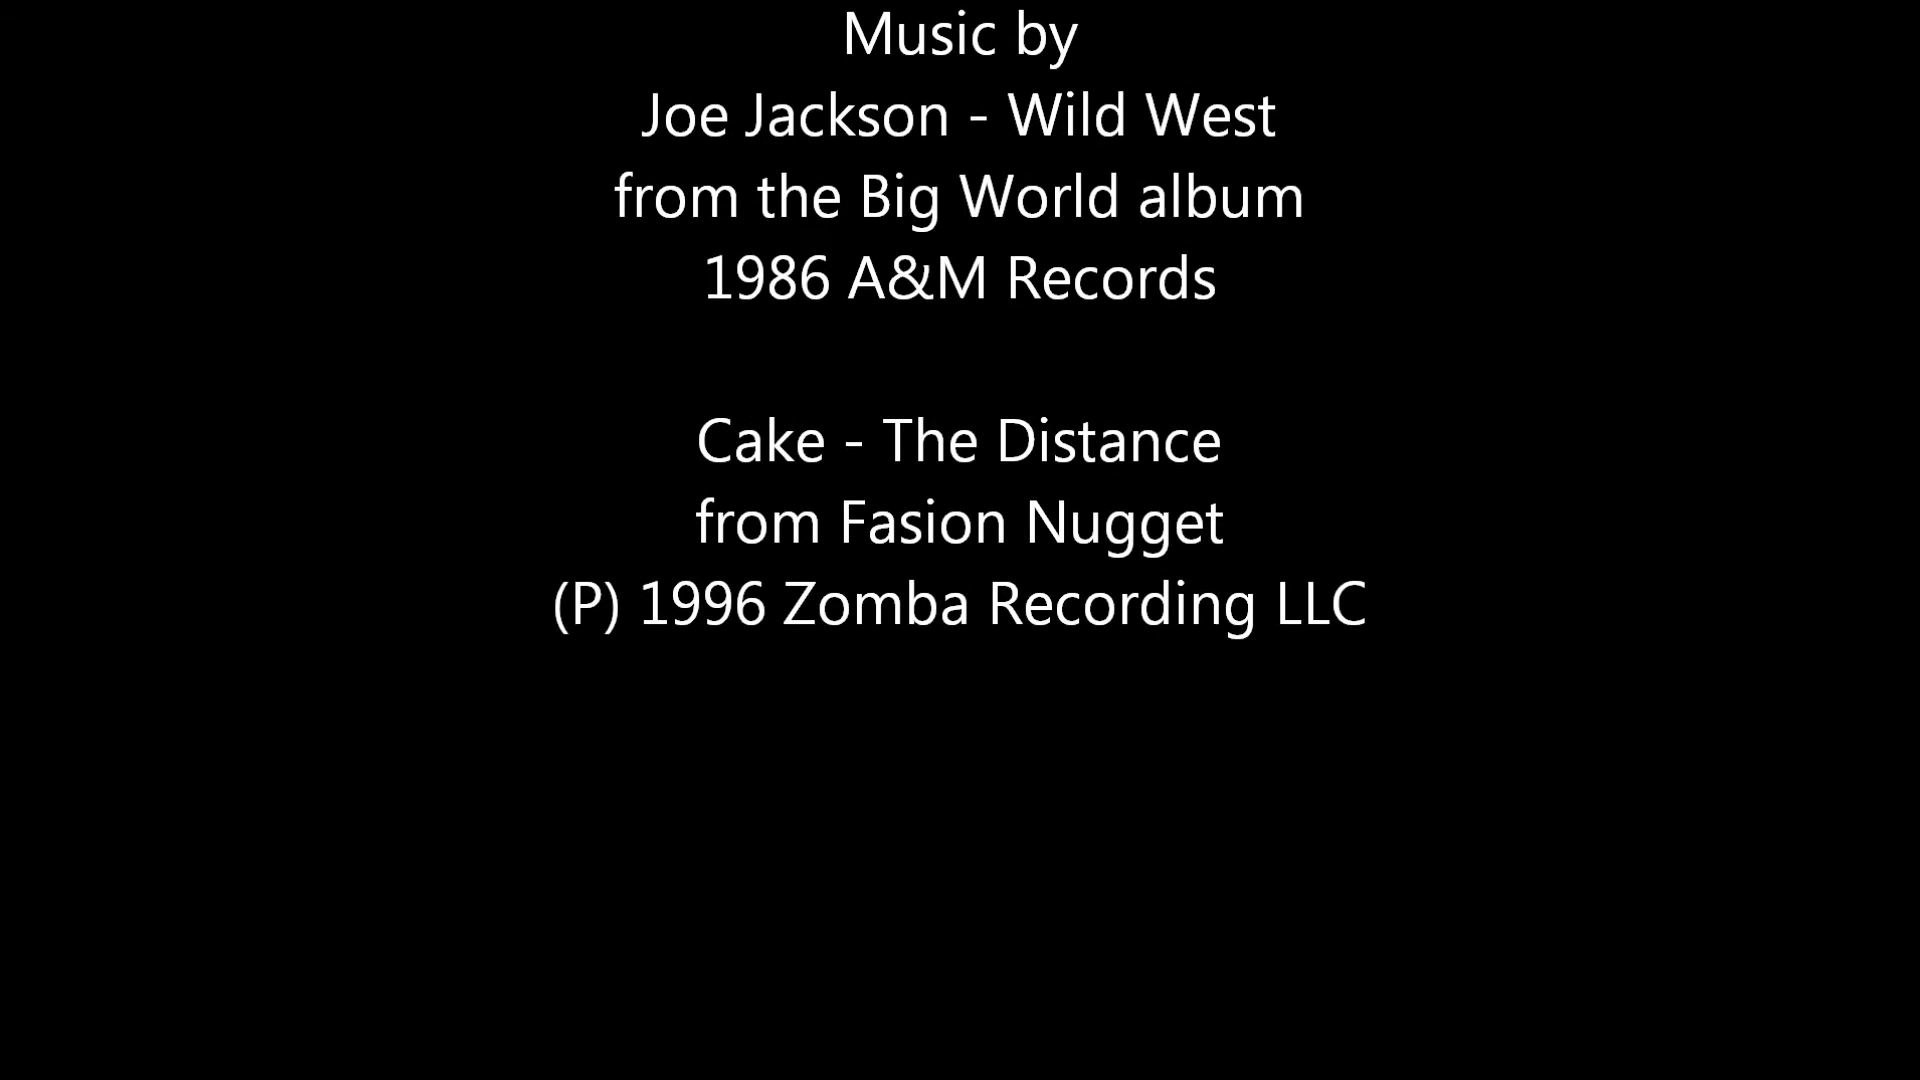 Music by
Joe Jackson - Wild West
from the Big World album
1986 A&M Records
Cake - The Distance
from Fasion Nugget
(P) 1996 Zomba Recording LLC